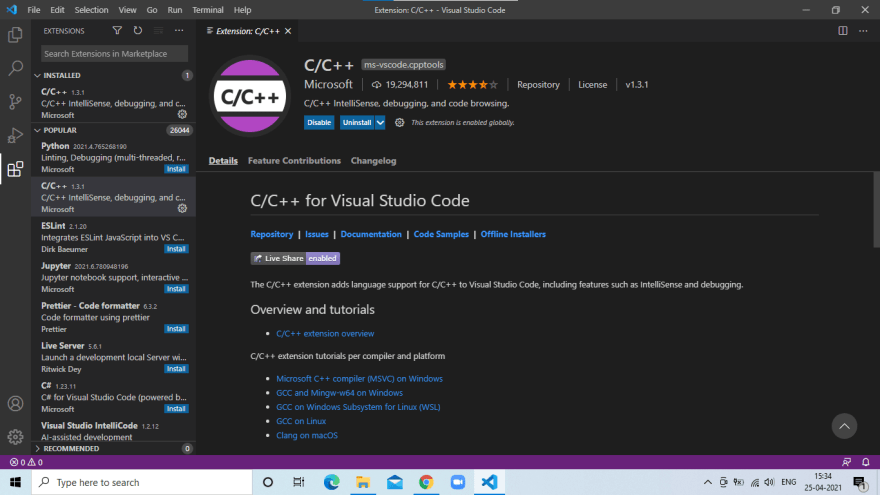 File Edit Selection View Go Run Terminal Help
Extension: C/C++ - Visual Studio Code
EXTENSIONS
Search Extensions in Marketplace
INSTALLED 1
C/C++ 1.3.1
C/C++ IntelliSense, debugging, and c...
Microsoft
POPULAR 26044
Python 2021.4.765268190
Linting, Debugging (multi-threaded, r...
Microsoft Install
C/C++ 1.3.1
C/C++ IntelliSense, debugging, and c...
Microsoft
ESLint 2.1.20
Integrates ESLint JavaScript into VS C...
Dirk Baeumer Install
Jupyter 2021.6.780948196
Jupyter notebook support, interactive ...
Microsoft Install
Prettier - Code formatter 6.3.2
Code formatter using prettier
Prettier Install
Live Server 5.6.1
Launch a development local Server wi...
Ritwick Dey Install
C# 1.23.11
C# for Visual Studio Code (powered b...
Microsoft Install
Visual Studio IntelliCode 1.2.12
AI-assisted development
RECOMMENDED 0
Extension: C/C++
C/C++
C/C++ ms-vscode.cpptools
Microsoft 19,294,811 Repository License v1.3.1
C/C++ IntelliSense, debugging, and code browsing.
Disable Uninstall This extension is enabled globally.
Details Feature Contributions Changelog
C/C++ for Visual Studio Code
Repository | Issues | Documentation | Code Samples | Offline Installers
Live Share enabled
The C/C++ extension adds language support for C/C++ to Visual Studio Code, including features such as IntelliSense and debugging.
Overview and tutorials
C/C++ extension overview
C/C++ extension tutorials per compiler and platform
Microsoft C++ compiler (MSVC) on Windows
GCC and Mingw-w64 on Windows
GCC on Windows Subsystem for Linux (WSL)
GCC on Linux
Clang on macOS
0 0
Type here to search
ENG
15:34
25-04-2021
1